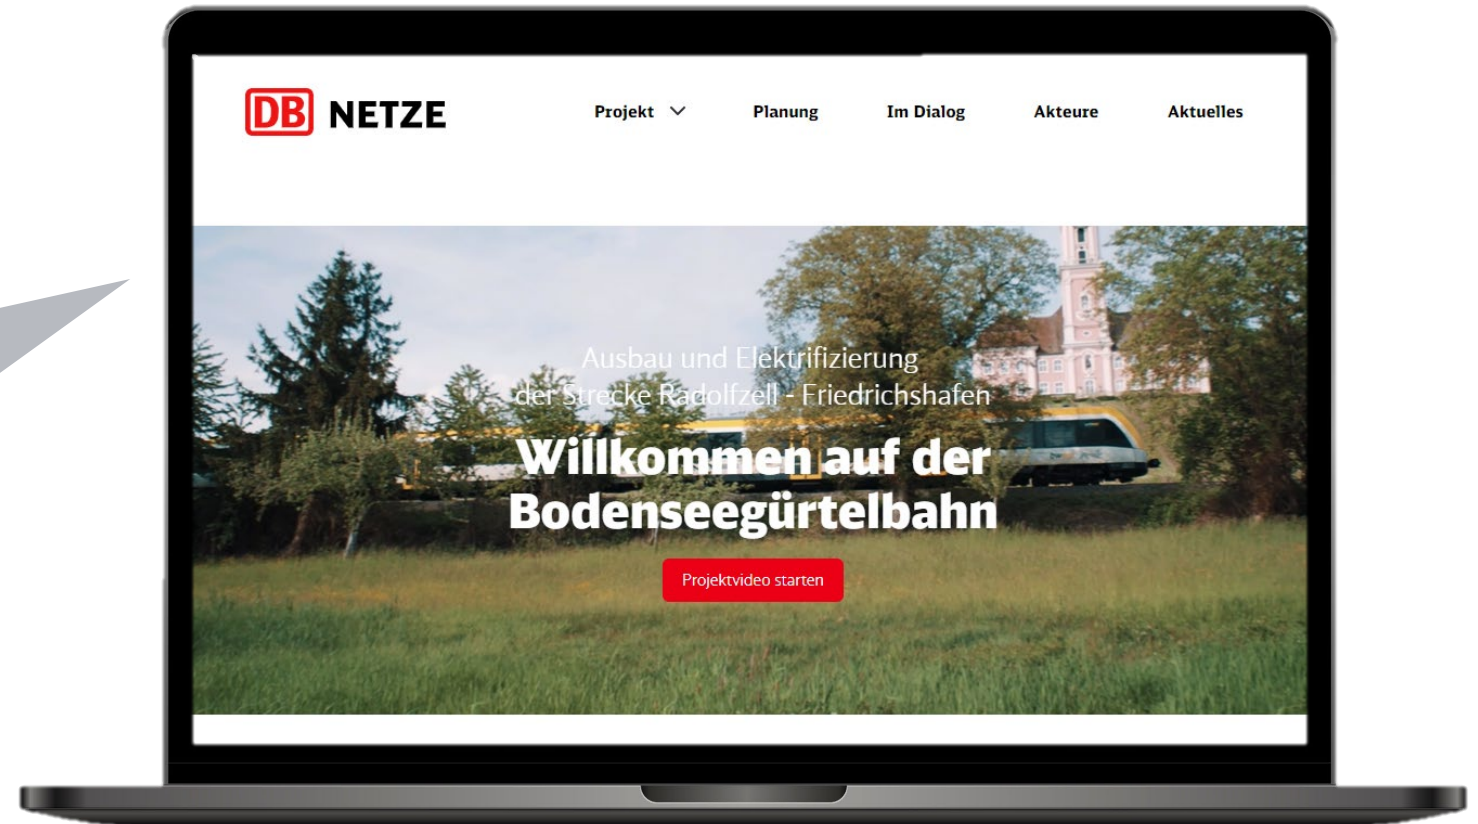 DB NETZE
Projekt
Planung
Im Dialog
Akteure
Aktuelles
Ausbau und Elektrifizierung
der Strecke Radolfzell - Friedrichshafen
Willkommen auf der
Bodenseegürtelbahn
Projektvideo starten